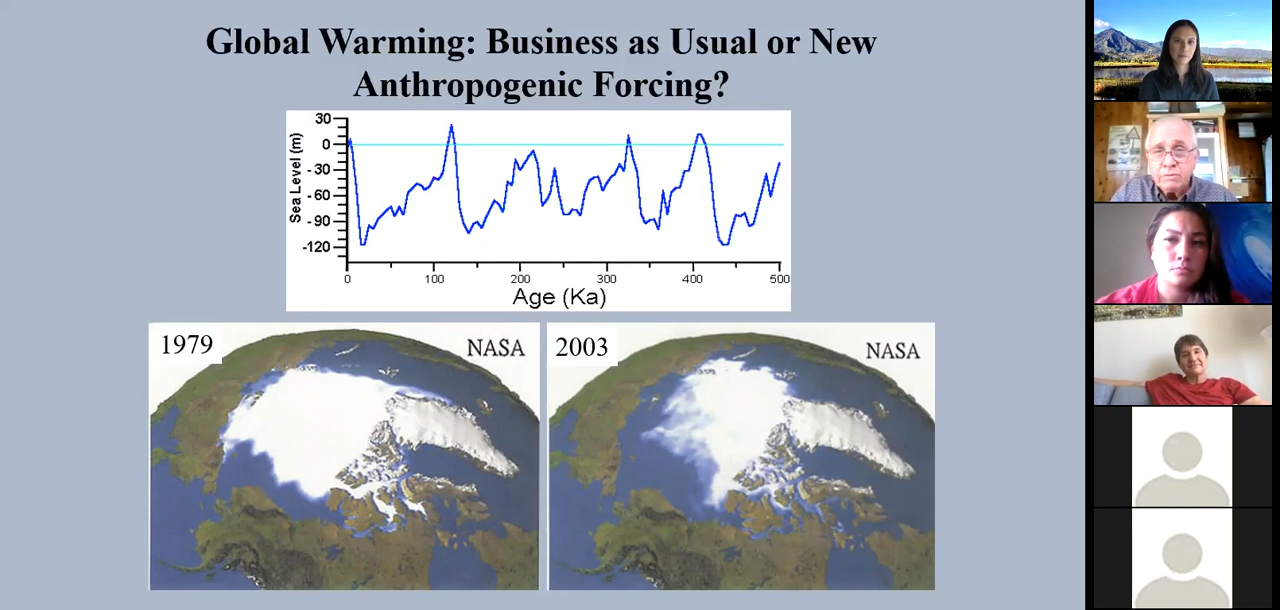 Global Warming: Business as Usual or New
Anthropogenic Forcing?
Sea Level (m)
30
0
- 30
- 60
- 90
-120
0
100
200
300
400
500
Age (Ka)
1979
NASA
2003
NASA